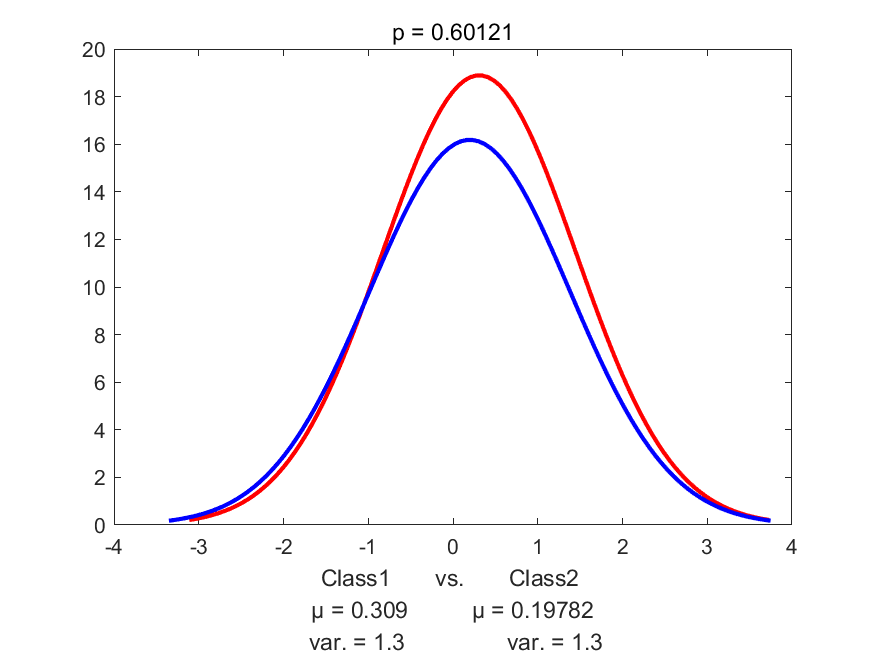 p = 0.60121
20
18
16
14
12
10
8
6
4
2
0
-4 -3 -2 -1 0 1 2 3 4
Class1 vs. Class2
μ = 0.309 μ = 0.19782
var. = 1.3 var. = 1.3